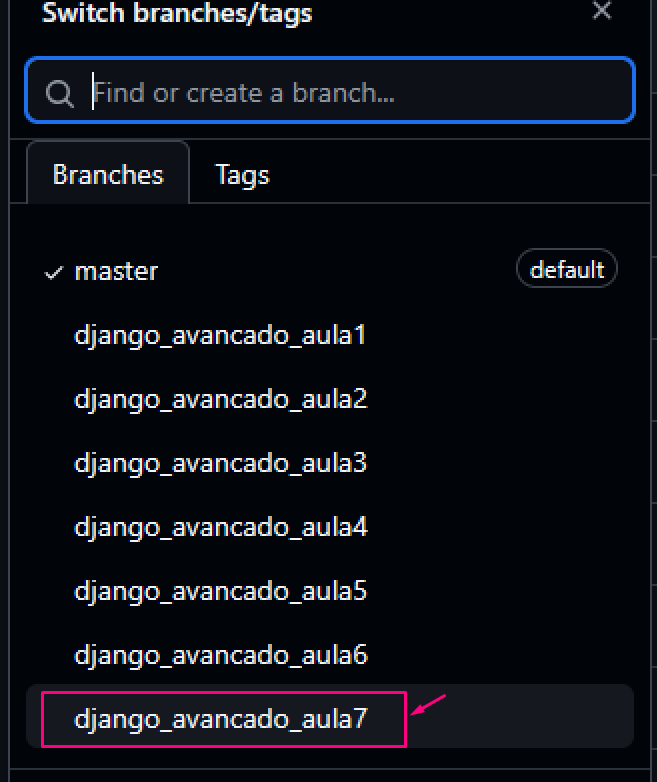 Switch branches/tags
Find or create a branch...
Branches Tags
master default
django_avancado_aula1
django_avancado_aula2
django_avancado_aula3
django_avancado_aula4
django_avancado_aula5
django_avancado_aula6
django_avancado_aula7